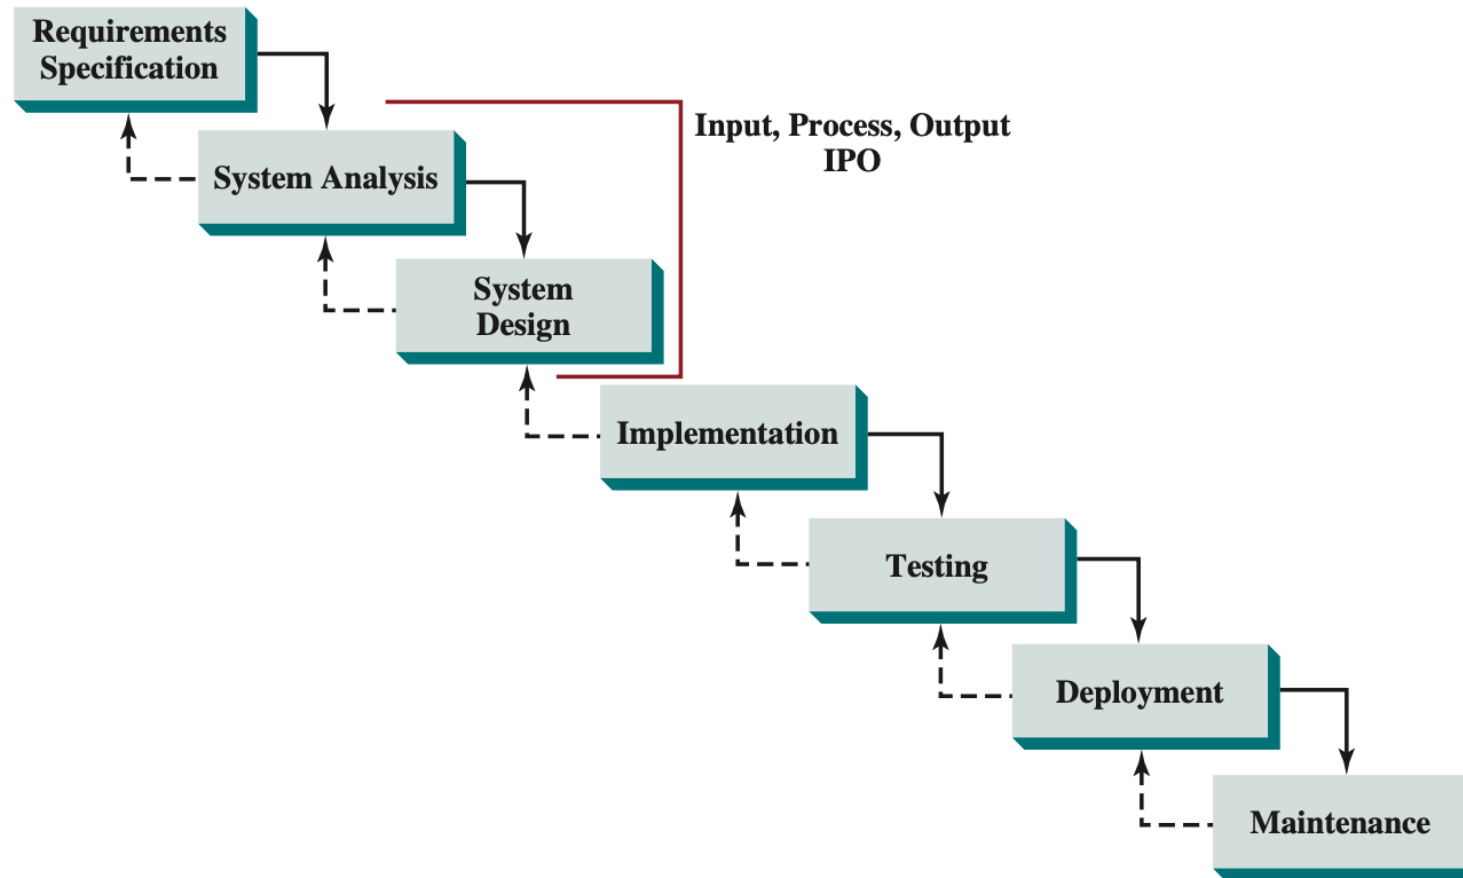 Requirements
Specification
Input, Process, Output
IPO
System Analysis
System
Design
Implementation
Testing
Deployment
Maintenance